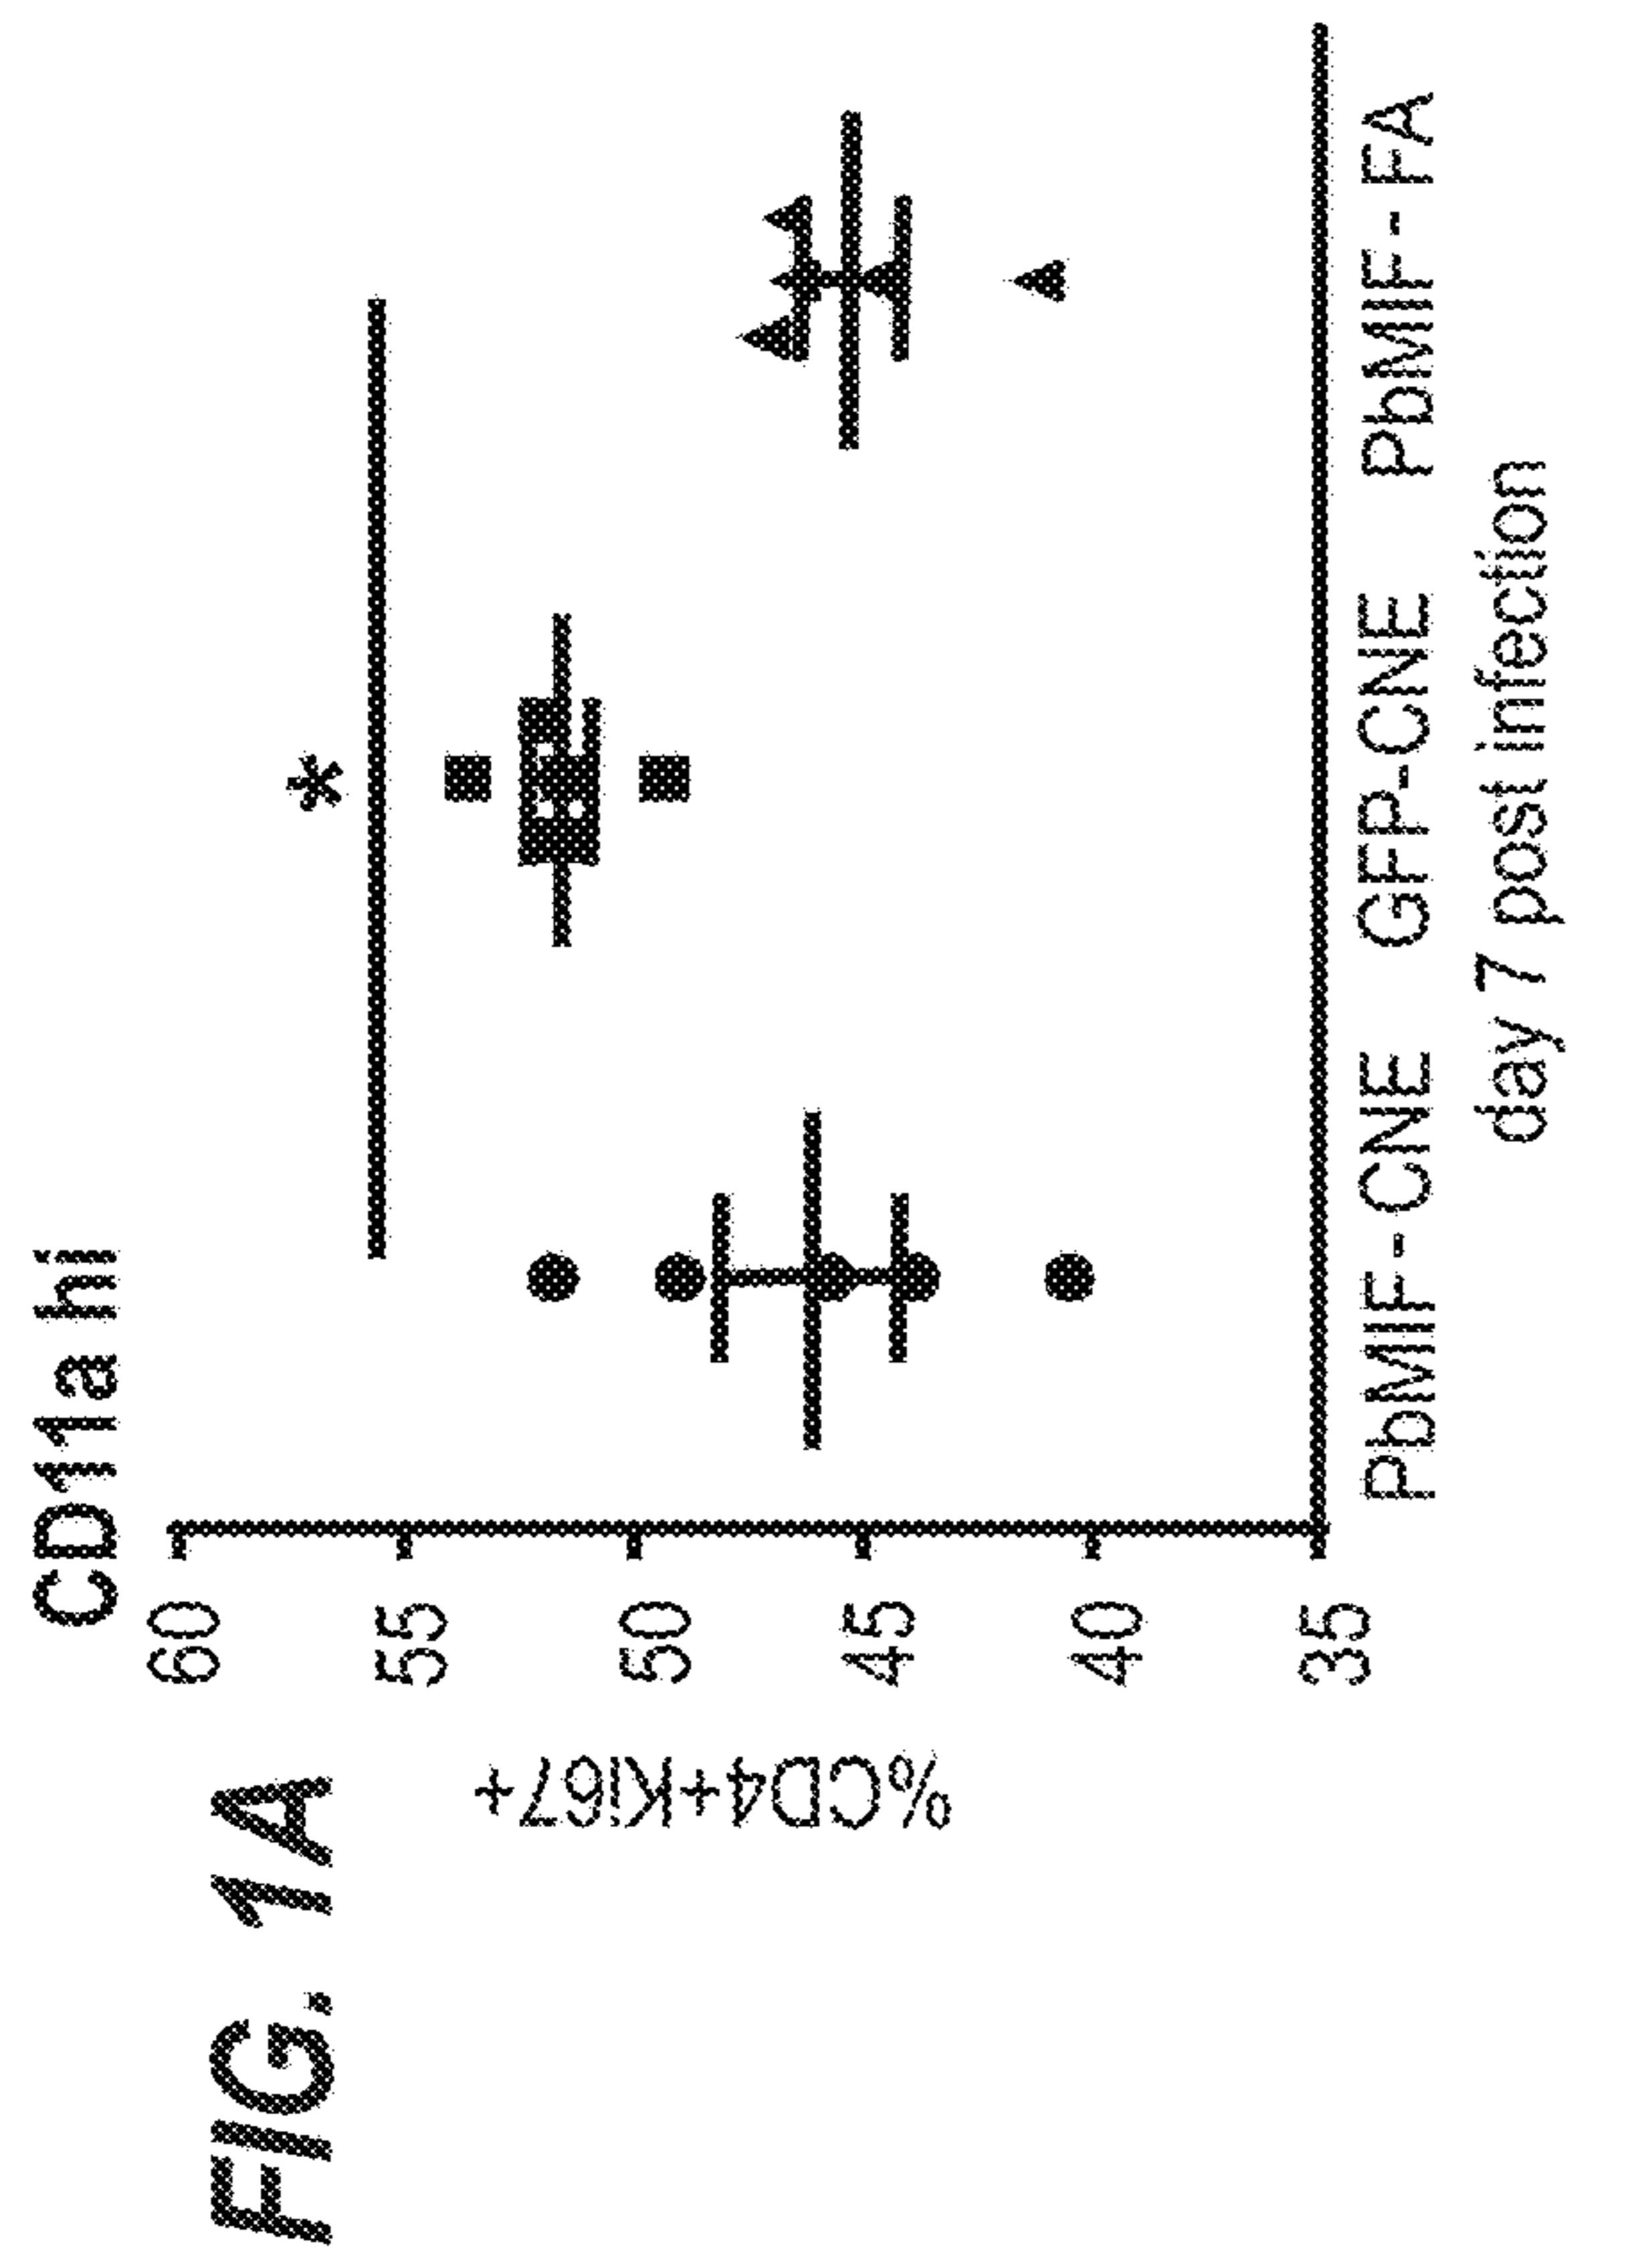 FIG. 1A
CD11a hi
%CD4+Ki67+
60
55
50
45
40
35
*
PbMIF-CNE GFP-CNE PbMIF-FA
day 7 post infection